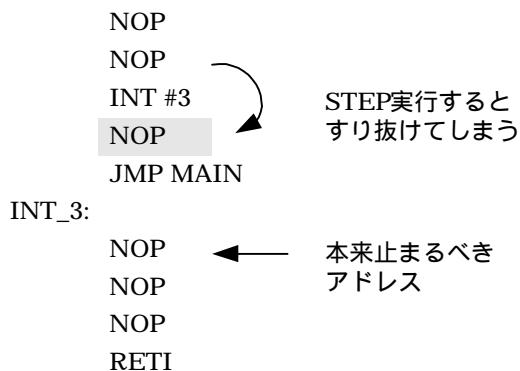 NOP
NOP
INT #3
NOP
JMP MAIN
STEP実行すると
すり抜けてしまう
INT_3:
NOP
NOP
NOP
RETI
本来止まるべき
アドレス